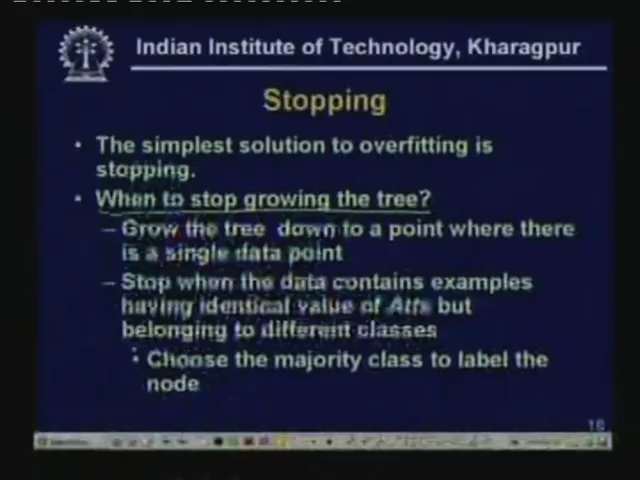 Indian Institute of Technology, Kharagpur
Stopping
• The simplest solution to overfitting is
stopping.
• When to stop growing the tree?
– Grow the tree down to a point where there
is a single data point
– Stop when the data contains examples
having identical value of Atts but
belonging to different classes
• Choose the majority class to label the
node